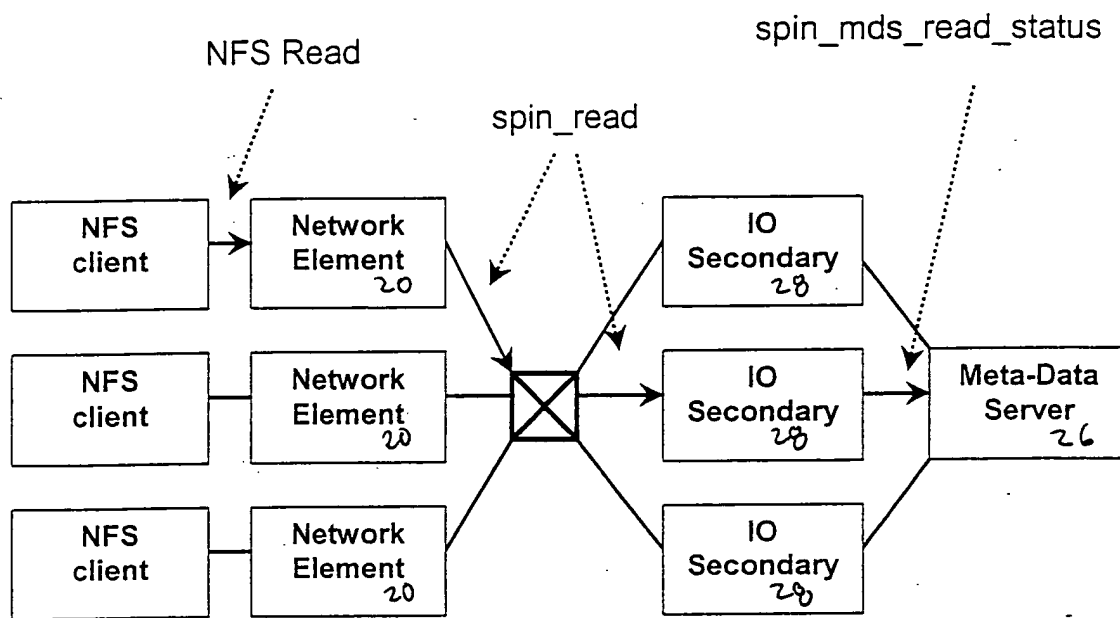 spin_mds_read_status
NFS Read
spin_read
NFS
client
Network
Element
20
IO
Secondary
28
NFS
client
Network
Element
20
IO
Secondary
28
Meta-Data
Server
26
NFS
client
Network
Element
20
IO
Secondary
28